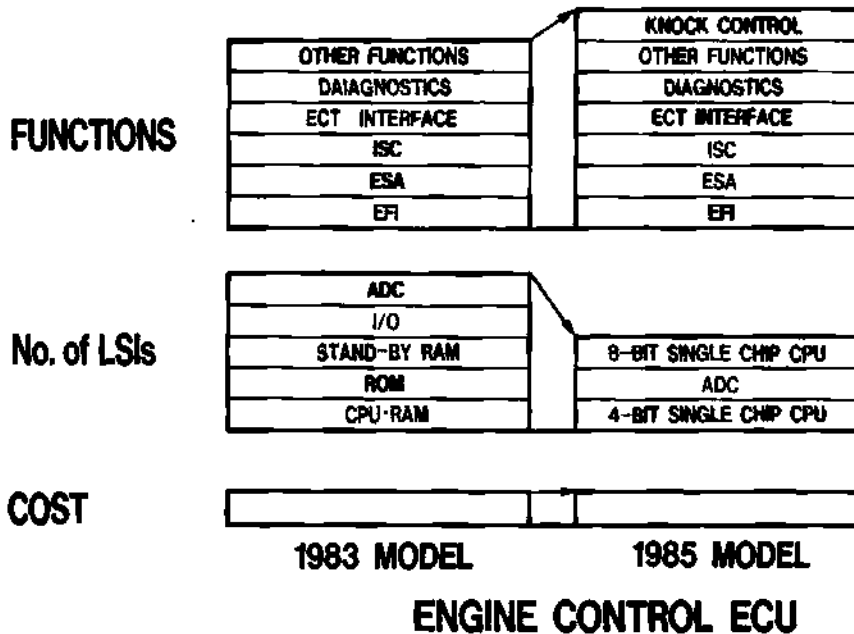 KNOCK CONTROL
OTHER FUNCTIONS OTHER FUNCTIONS
DAIAGNOSTICS DIAGNOSTICS
ECT INTERFACE ECT INTERFACE
FUNCTIONS
ISC ISC
ESA ESA
EFI EFI
ADC
I/O
No. of LSIs STAND-BY RAM 8-BIT SINGLE CHIP CPU
ROM ADC
CPU·RAM 4-BIT SINGLE CHIP CPU
COST
1983 MODEL 1985 MODEL
ENGINE CONTROL ECU